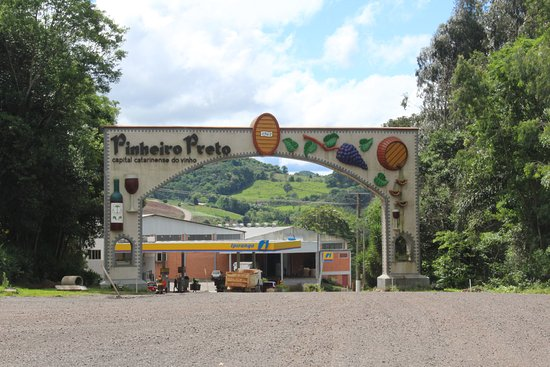 Pinheiro Preto
capital catarinense do vinho
ipiranga